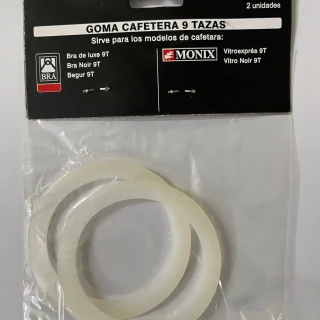 2 unidades
GOMA CAFETERA 9 TAZAS
Sirve para los modelos de cafetara:
BRA
Bra de luxe 9T
Bra Noir 9T
Begur 9T
MONIX
Vitroexprés 9T
Vitro Noir 9T